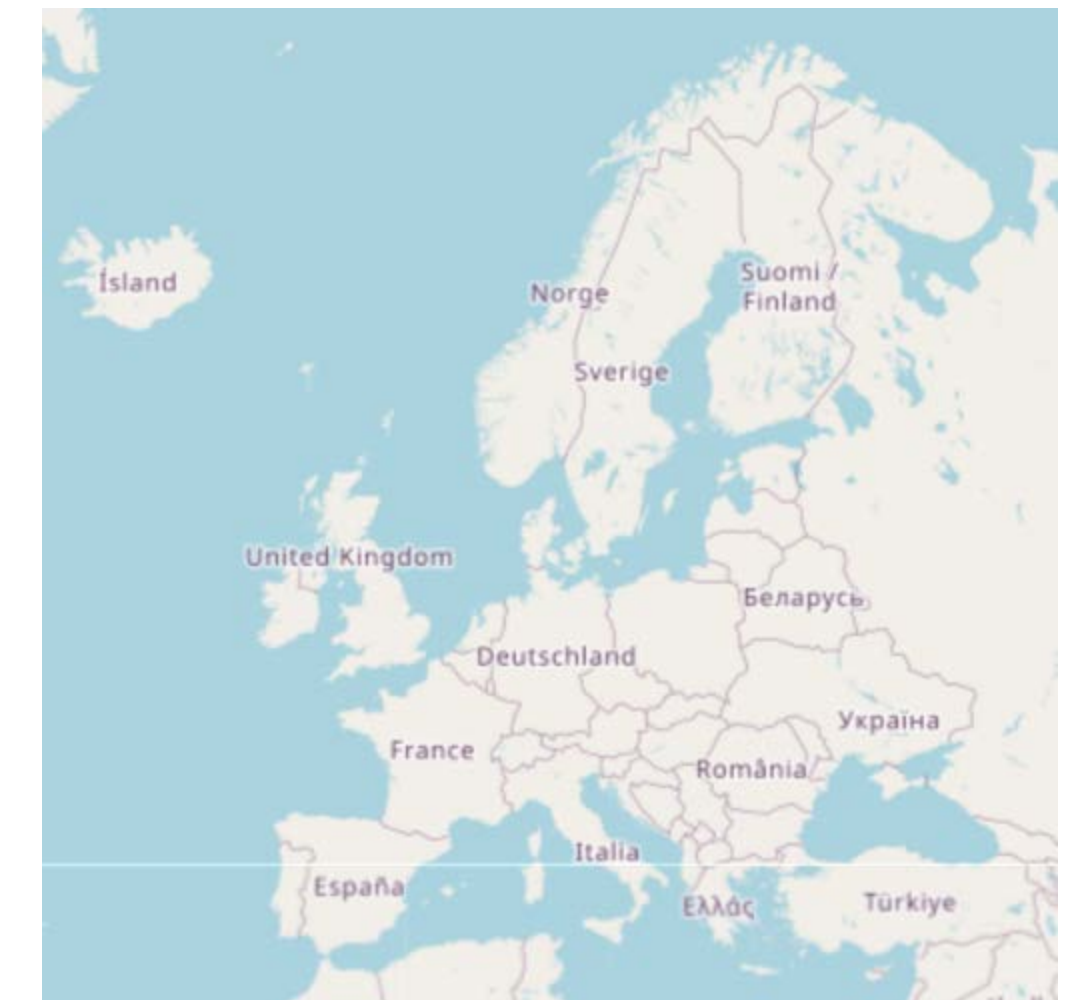 Ísland
Suomi /
Finland
Norge
Sverige
United Kingdom
Беларусь
Deutschland
Україна
France
România
Italia
España
Ελλάς
Türkiye